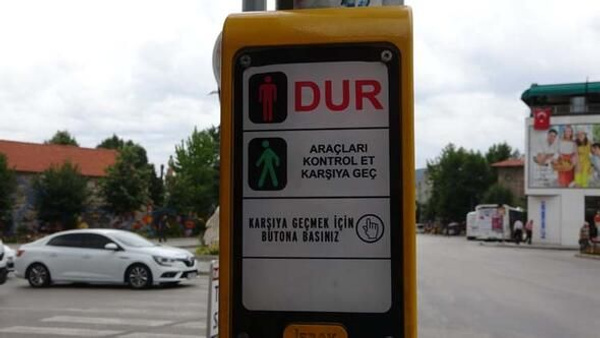 DUR
ARAÇLARI
KONTROL ET
KARŞIYA GEÇ
KARŞIYA GEÇMEK İÇİN
BUTONA BASINIZ